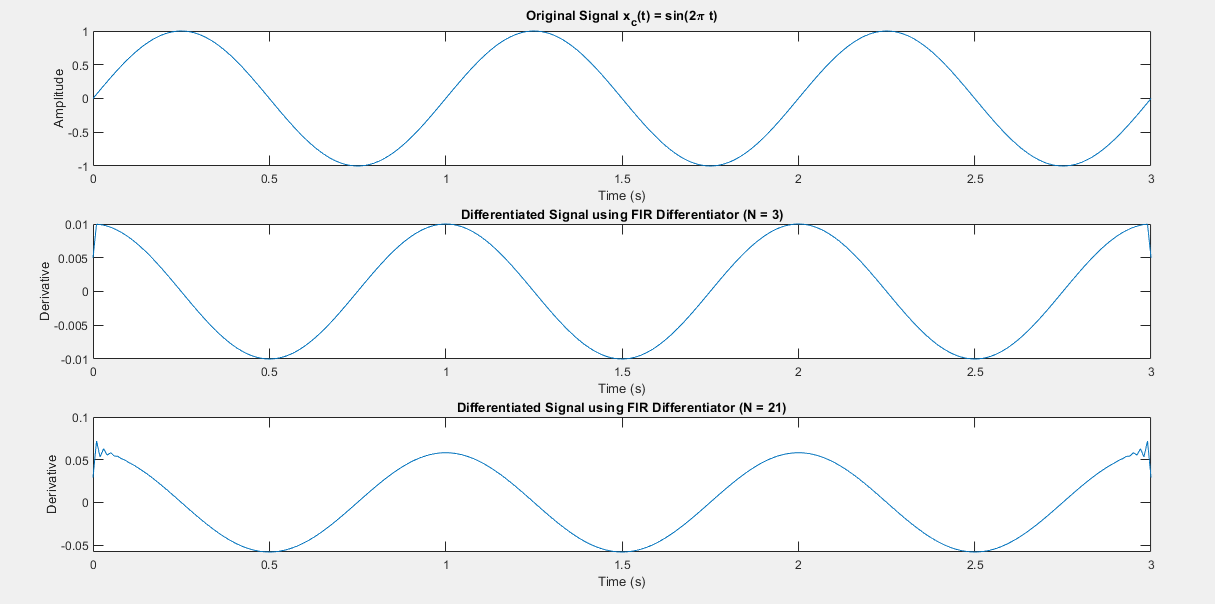 Original Signal x_c(t) = sin(2π t)
1
0.5
0
-0.5
-1
Amplitude
0 0.5 1 1.5 2 2.5 3
Time (s)
Differentiated Signal using FIR Differentiator (N = 3)
0.01
0.005
0
-0.005
-0.01
Derivative
0 0.5 1 1.5 2 2.5 3
Time (s)
Differentiated Signal using FIR Differentiator (N = 21)
0.1
0.05
0
-0.05
Derivative
0 0.5 1 1.5 2 2.5 3
Time (s)